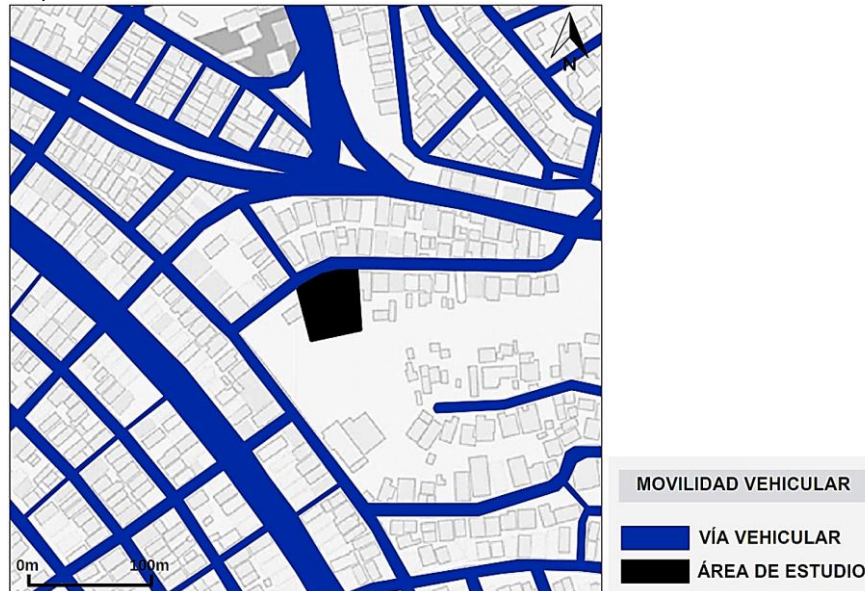 N
0m 100m
MOVILIDAD VEHICULAR
VÍA VEHICULAR
ÁREA DE ESTUDIO